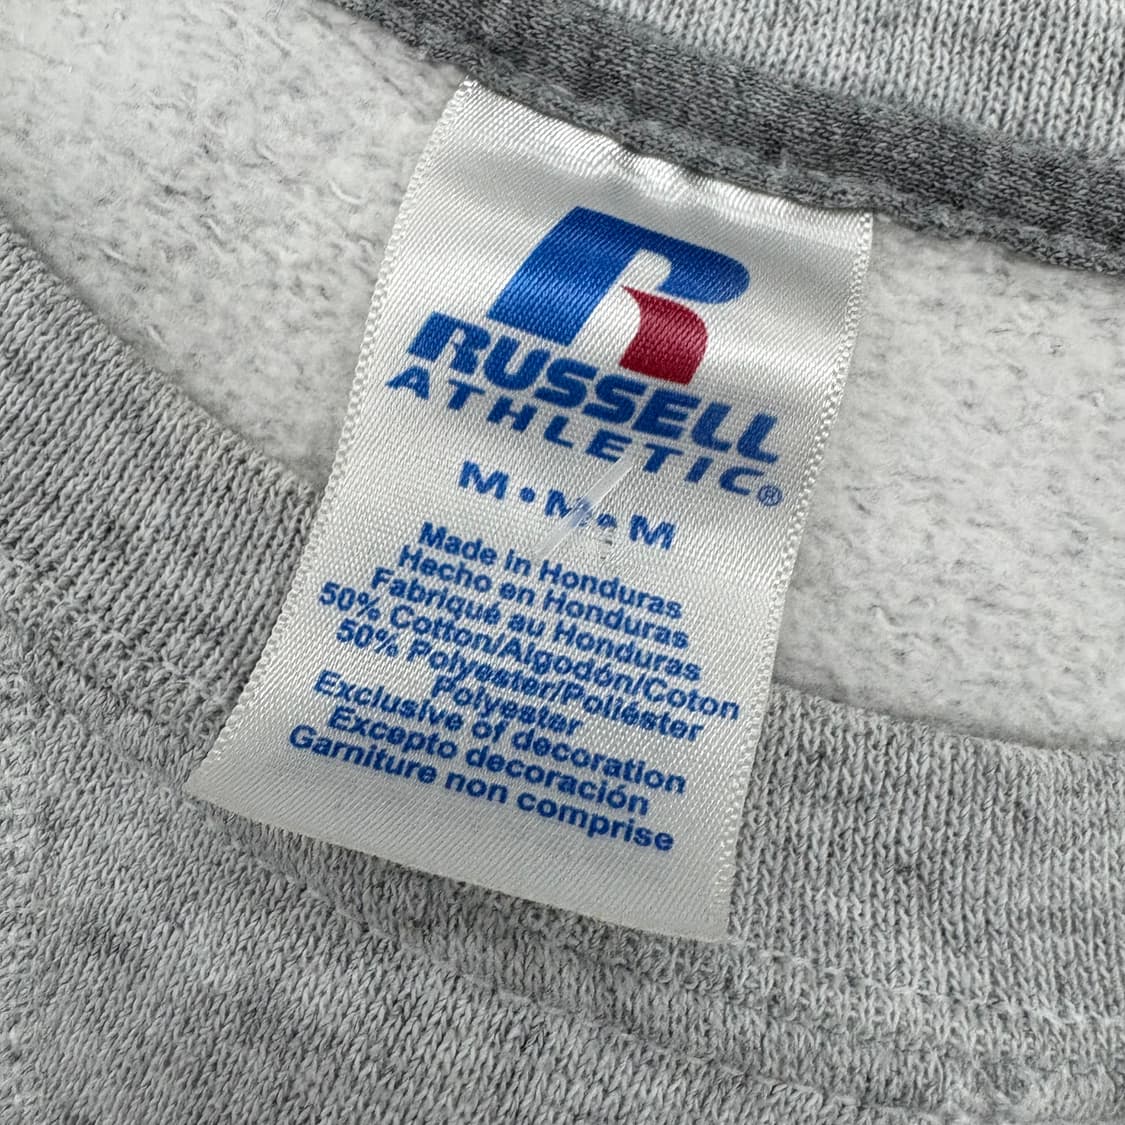 RUSSELL
ATHLETIC®
M • M • M
Made in Honduras
Hecho en Honduras
Fabriqué au Honduras
50% Cotton/Algodón/Coton
50% Polyester/Poliéster
Polyester
Exclusive of decoration
Excepto decoración
Garniture non comprise